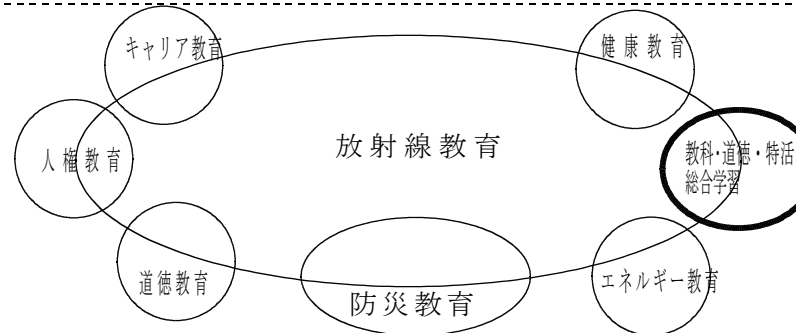 キャリア教育
健康教育
人権教育
放射線教育
教科・道徳・特活
総合学習
道徳教育
防災教育
エネルギー教育